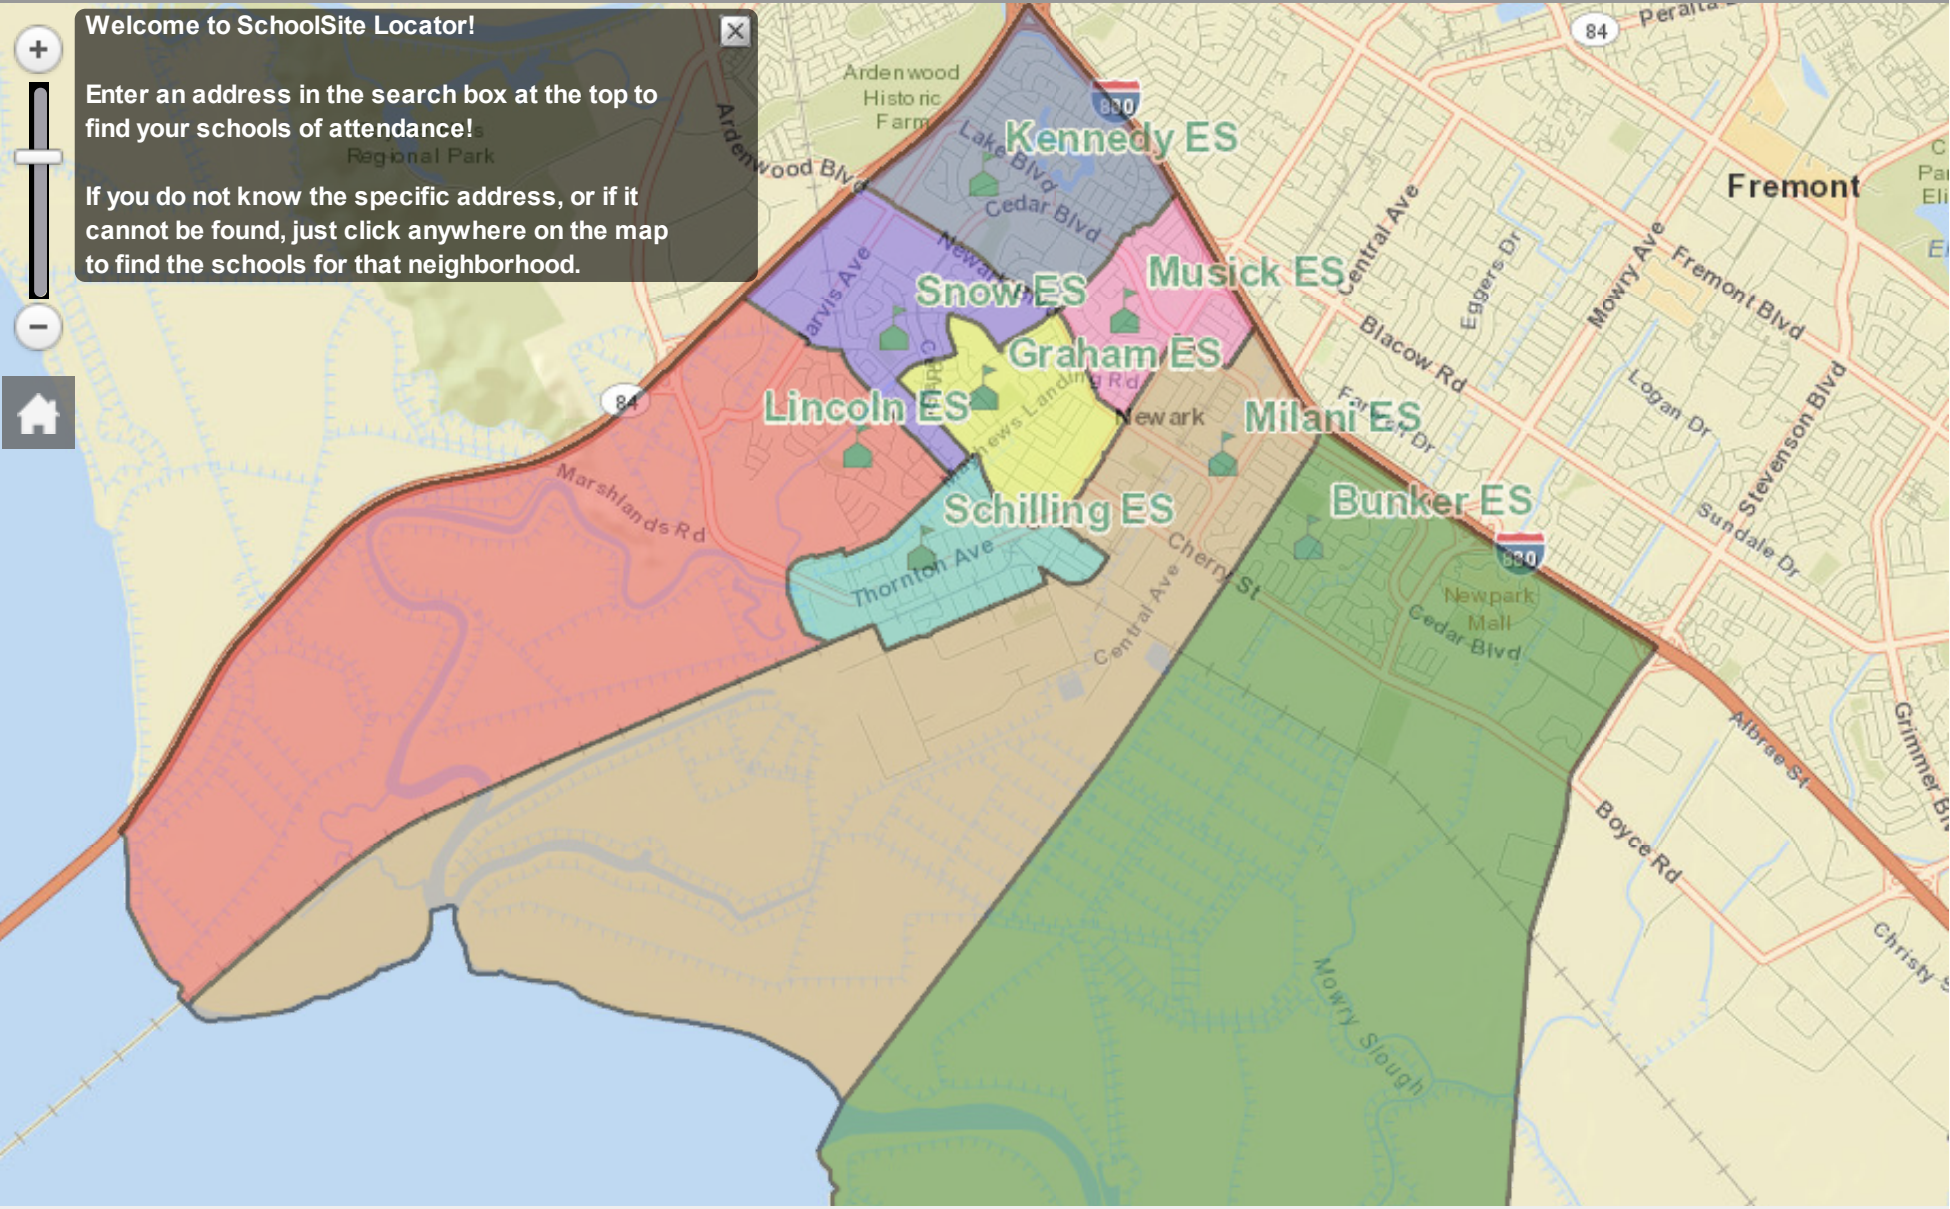 Welcome to SchoolSite Locator!
Enter an address in the search box at the top to
find your schools of attendance!
Regional Park
If you do not know the specific address, or if it
cannot be found, just click anywhere on the map
to find the schools for that neighborhood.
84
Ardenwood
Historic
Farm
Ardenwood Blvd
880
Kennedy ES
Lake Blvd
Cedar Blvd
Fremont
Central Ave
Eggers Dr
Mowry Ave
Fremont Blvd
Musick ES
Snow ES
Jarvis Ave
Graham ES
Blacow Rd
Logan Dr
Stevenson Blvd
84
Lincoln ES
Newark
Milani ES
Marshlands Rd
Schilling ES
Bunker ES
Sundale Dr
880
Thornton Ave
Cherry St
Central Ave
Newpark
Mall
Cedar Blvd
Albrae St
Boyce Rd
Mowry Slough